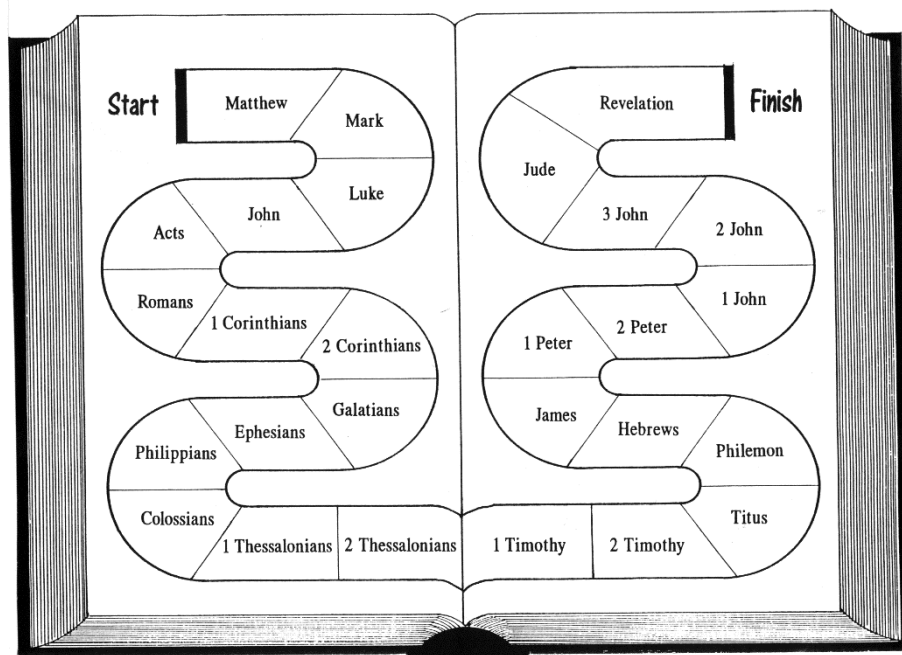 Start
Matthew
Mark
Luke
John
Acts
Romans
1 Corinthians
2 Corinthians
Galatians
Ephesians
Philippians
Colossians
1 Thessalonians
2 Thessalonians
1 Timothy
2 Timothy
Titus
Philemon
Hebrews
James
1 Peter
2 Peter
1 John
2 John
3 John
Jude
Revelation
Finish